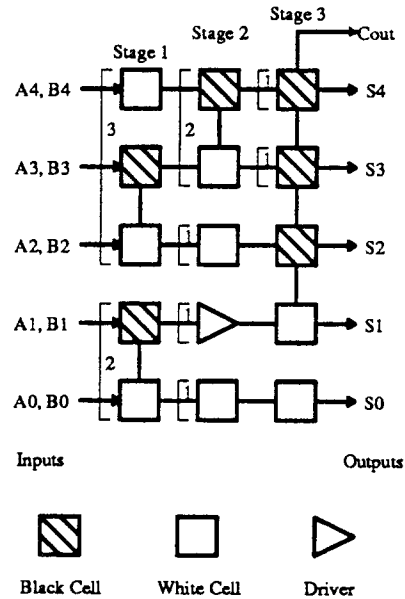 Stage 3
Stage 2
Cout
Stage 1
A4, B4
1
S4
3
2
A3, B3
1
S3
A2, B2
1
S2
A1, B1
1
S1
2
A0, B0
1
S0
Inputs
Outputs
Black Cell
White Cell
Driver